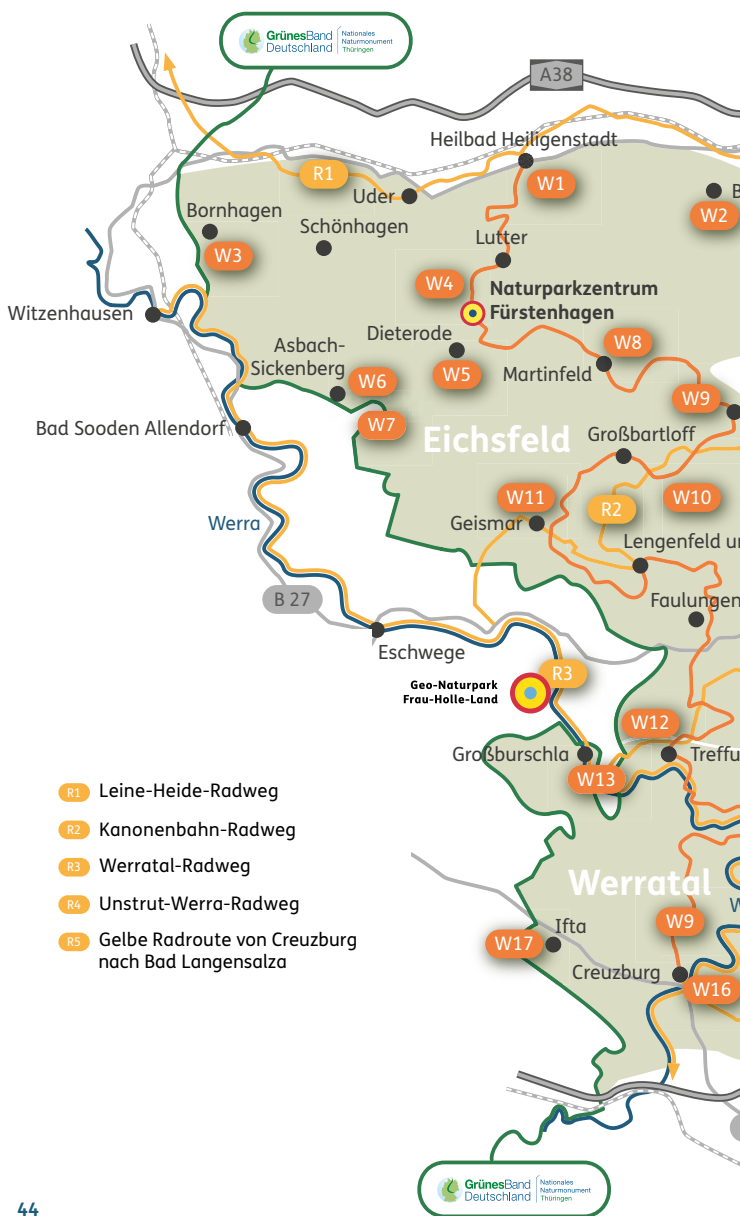 GrünesBand
Deutschland
Nationales
Naturmonument
Thüringen
A38
Heilbad Heiligenstadt
R1
W1
Uder
B
W2
Bornhagen
Schönhagen
W3
Lutter
W4
Naturparkzentrum
Fürstenhagen
Witzenhausen
Dieterode
W8
Asbach-
Sickenberg
W5
Martinfeld
W6
W9
W7
Bad Sooden Allendorf
Eichsfeld
Großbartloff
W11
W10
R2
Werra
Geismar
Lengenfeld un
B 27
Faulungen
Eschwege
R3
Geo-Naturpark
Frau-Holle-Land
W12
Großburschla
Treffu
W13
R1 Leine-Heide-Radweg
R2 Kanonenbahn-Radweg
R3 Werratal-Radweg
R4 Unstrut-Werra-Radweg
R5 Gelbe Radroute von Creuzburg
nach Bad Langensalza
Werratal
W
W9
Ifta
W17
Creuzburg
W16
GrünesBand
Deutschland
Nationales
Naturmonument
Thüringen
44